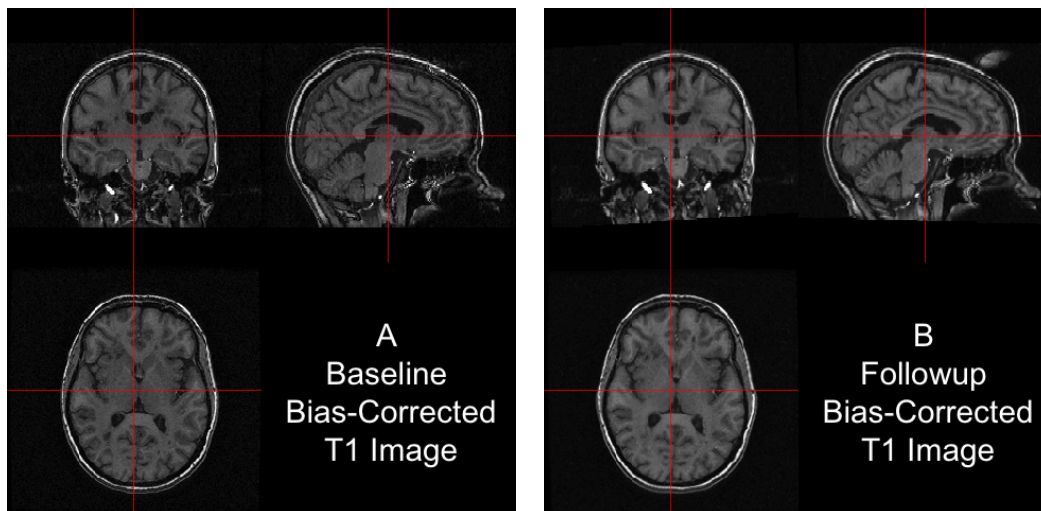 A
Baseline
Bias-Corrected
T1 Image
B
Followup
Bias-Corrected
T1 Image